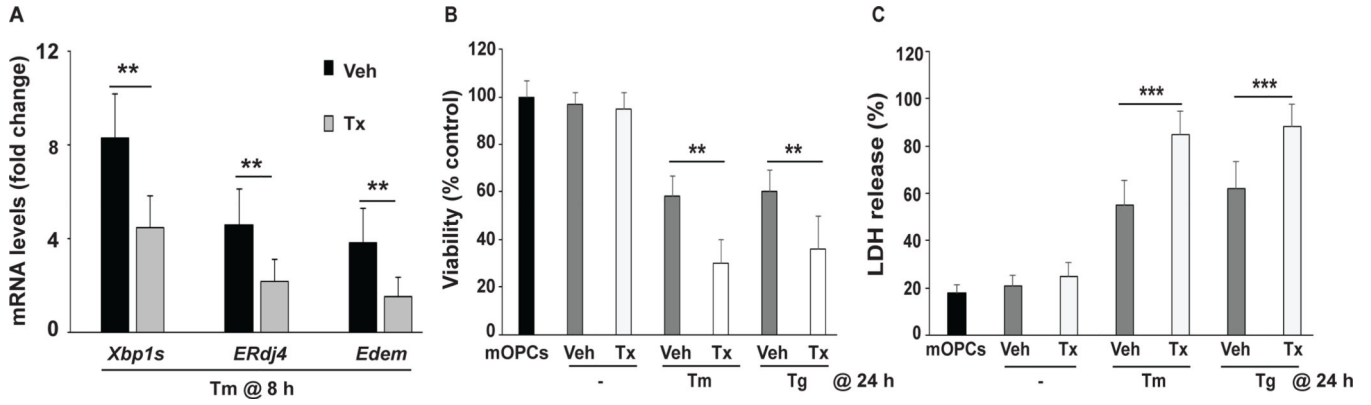 A
mRNA levels (fold change)
12
8
4
0
**
**
**
Veh
Tx
Xbp1s
ERdj4
Edem
Tm @ 8 h
B
Viability (% control)
120
100
80
60
40
20
0
**
**
mOPCs Veh Tx Veh Tx Veh Tx
- Tm Tg @ 24 h
C
LDH release (%)
120
100
80
60
40
20
0
***
***
mOPCs Veh Tx Veh Tx Veh Tx
- Tm Tg @ 24 h